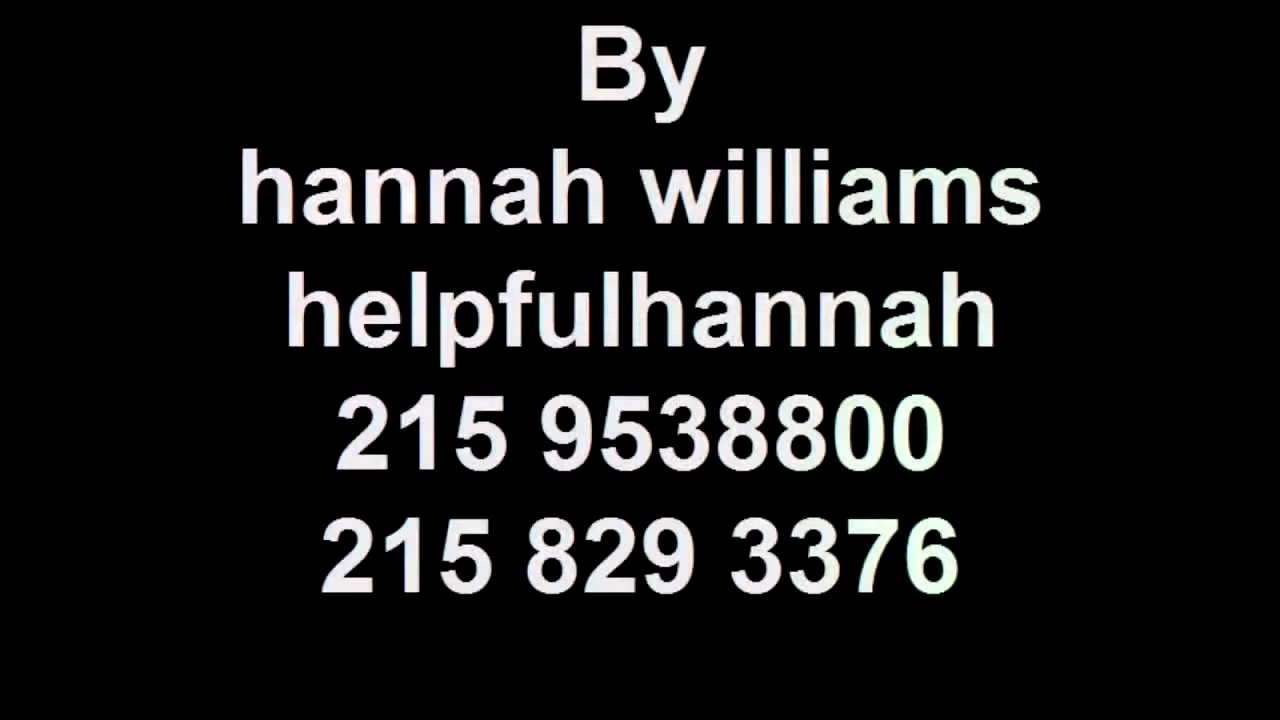 By
hannah williams
helpfulhannah
215 9538800
215 829 3376